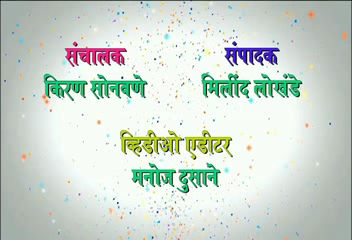 संचालक
किरण सोनवणे
संपादक
मिलींद लोखंडे
व्हिडीओ एडीटर
मनोज दुसाने